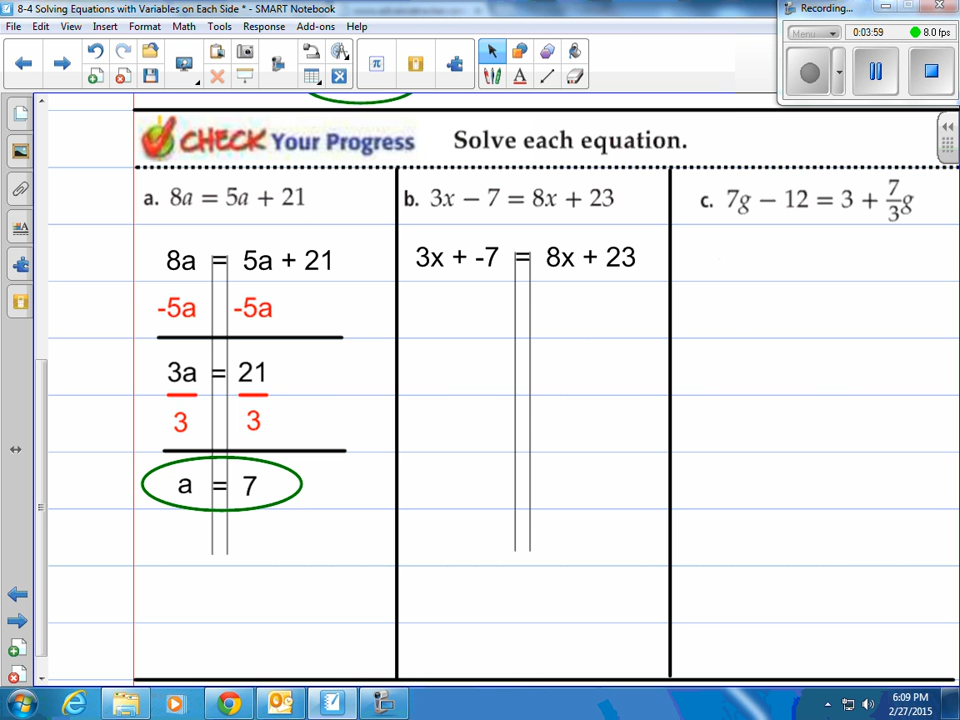 8-4 Solving Equations with Variables on Each Side * - SMART Notebook
Recording...
File Edit View Insert Format Math Tools Response Add-ons Help
Menu
0:03:59
8.0 fps
CHECK Your Progress Solve each equation.
a. 8a = 5a + 21
b. 3x − 7 = 8x + 23
c. 7g − 12 = 3 + 7/3 g
8a = 5a + 21
-5a -5a
3a = 21
3 3
a = 7
3x + -7 = 8x + 23
6:09 PM
2/27/2015